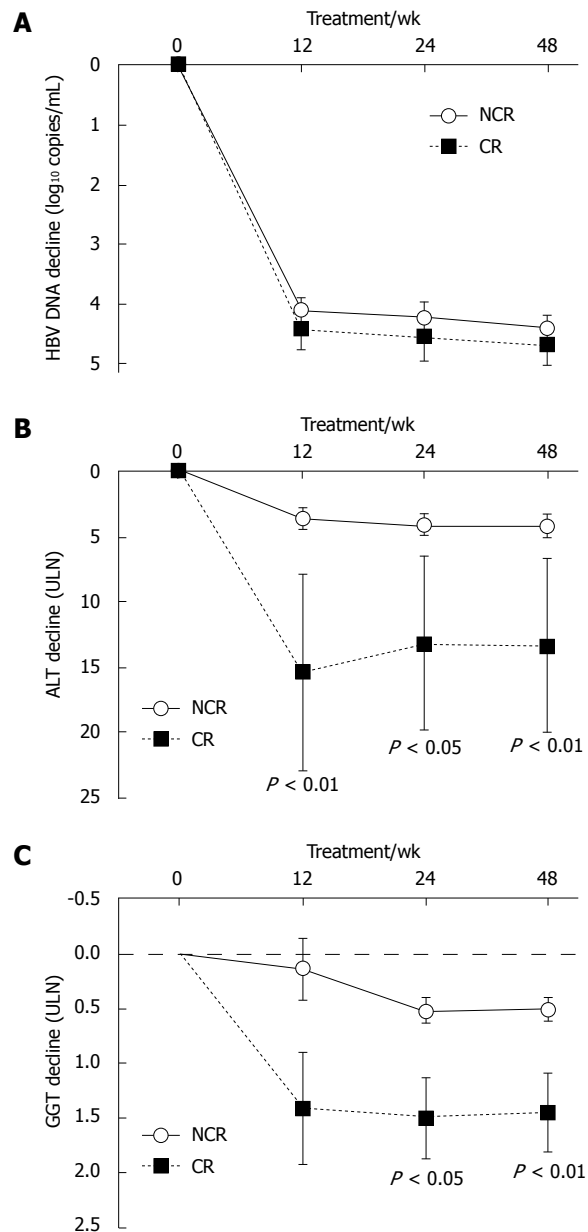 A
Treatment/wk
0 12 24 48
HBV DNA decline (log₁₀ copies/mL)
0
1
2
3
4
5
NCR
CR
B
Treatment/wk
0 12 24 48
ALT decline (ULN)
0
5
10
15
20
25
NCR
CR
P < 0.01
P < 0.05
P < 0.01
C
Treatment/wk
0 12 24 48
GGT decline (ULN)
-0.5
0.0
0.5
1.0
1.5
2.0
2.5
NCR
CR
P < 0.05
P < 0.01